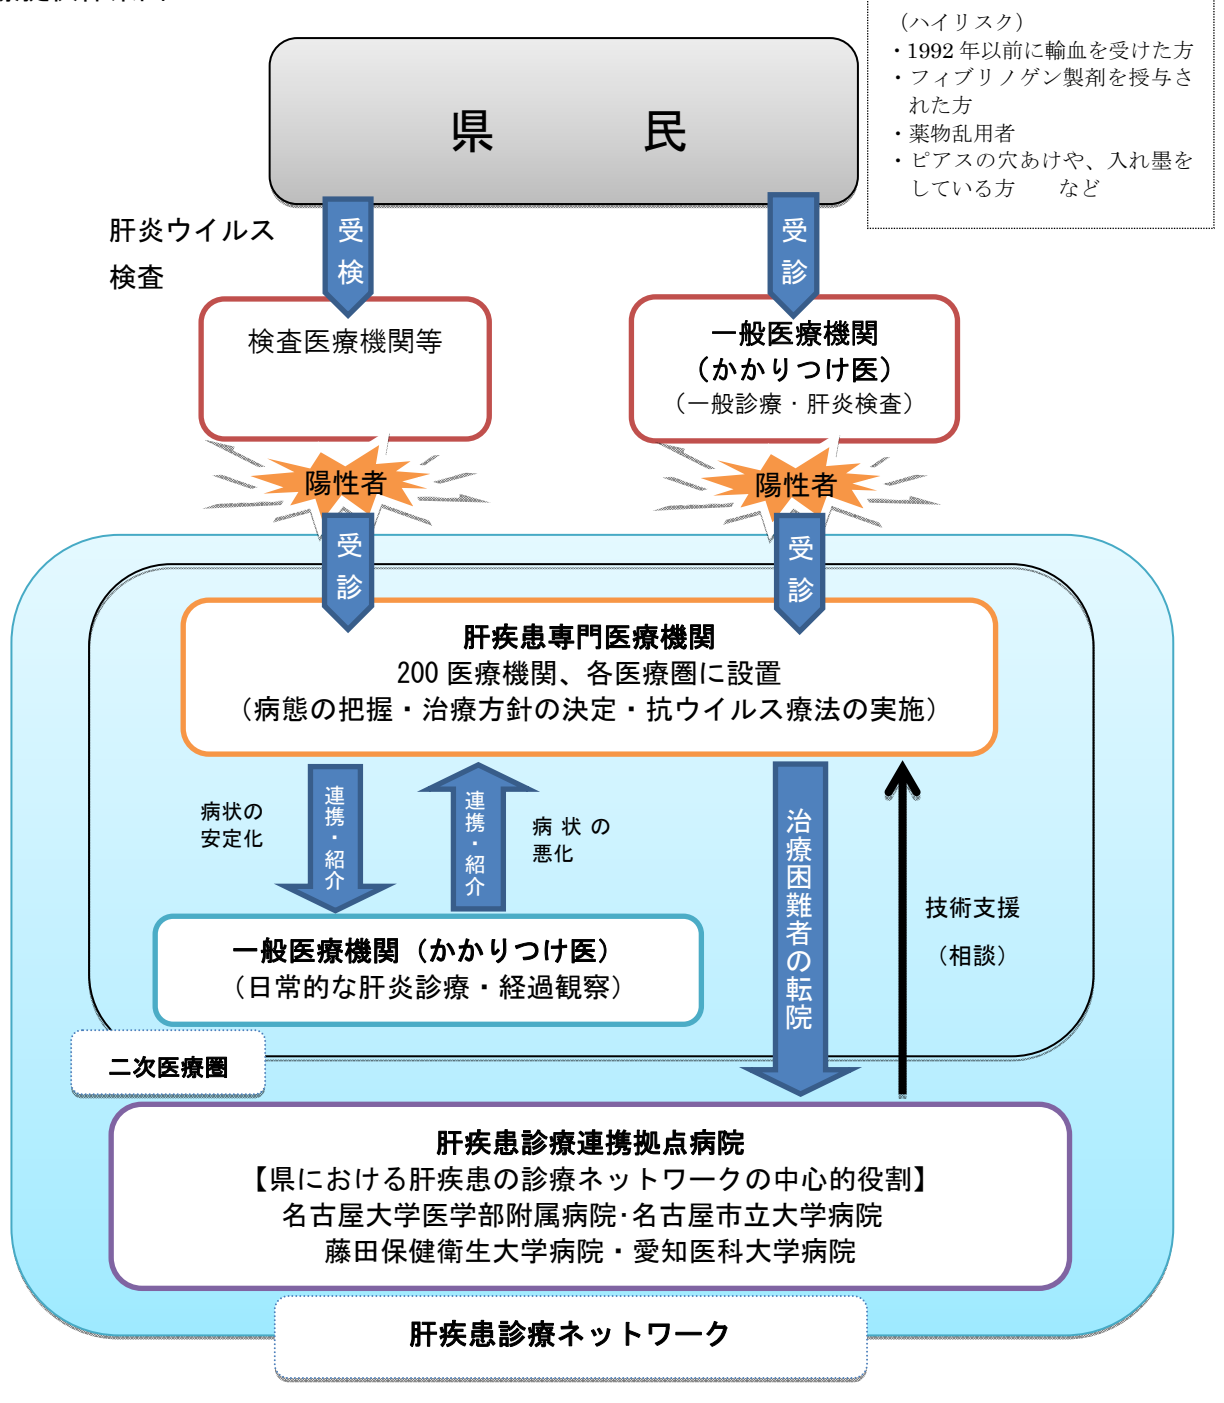 （ハイリスク）
・1992 年以前に輸血を受けた方
・フィブリノゲン製剤を授与さ
れた方
・薬物乱用者
・ピアスの穴あけや、入れ墨を
している方　　など
県　　　民
肝炎ウイルス
検査
受検
受診
検査医療機関等
一般医療機関
（かかりつけ医）
（一般診療・肝炎検査）
陽性者
陽性者
受診
受診
肝疾患専門医療機関
200 医療機関、各医療圏に設置
（病態の把握・治療方針の決定・抗ウイルス療法の実施）
病状の
安定化
連携・紹介
連携・紹介
病 状 の
悪化
治療困難者の転院
技術支援
（相談）
一般医療機関（かかりつけ医）
（日常的な肝炎診療・経過観察）
二次医療圏
肝疾患診療連携拠点病院
【県における肝疾患の診療ネットワークの中心的役割】
名古屋大学医学部附属病院･名古屋市立大学病院
藤田保健衛生大学病院・愛知医科大学病院
肝疾患診療ネットワーク